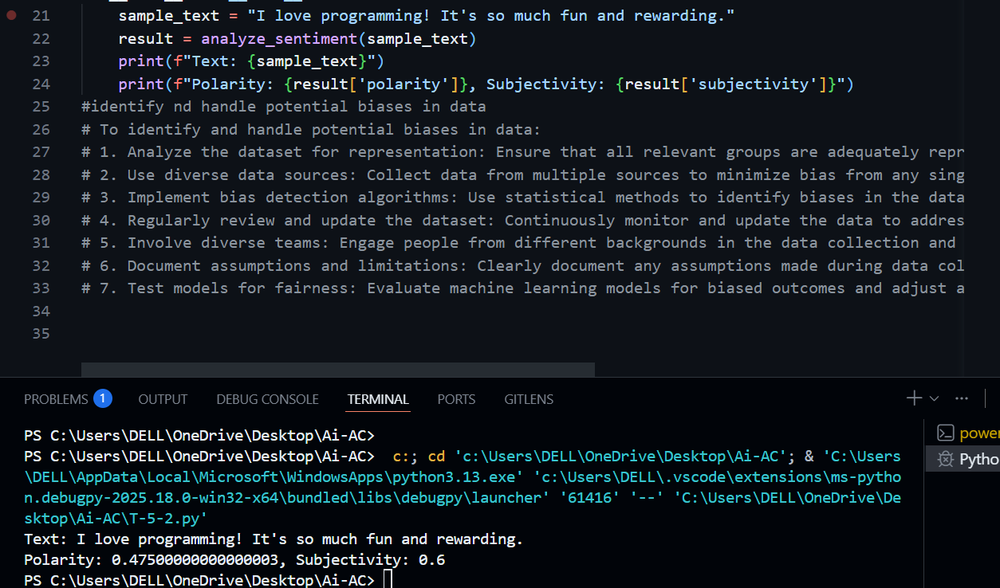 21 sample_text = "I love programming! It's so much fun and rewarding."
22 result = analyze_sentiment(sample_text)
23 print(f"Text: {sample_text}")
24 print(f"Polarity: {result['polarity']}, Subjectivity: {result['subjectivity']}")
25 #identify nd handle potential biases in data
26 # To identify and handle potential biases in data:
27 # 1. Analyze the dataset for representation: Ensure that all relevant groups are adequately repr
28 # 2. Use diverse data sources: Collect data from multiple sources to minimize bias from any sing
29 # 3. Implement bias detection algorithms: Use statistical methods to identify biases in the data
30 # 4. Regularly review and update the dataset: Continuously monitor and update the data to addres
31 # 5. Involve diverse teams: Engage people from different backgrounds in the data collection and
32 # 6. Document assumptions and limitations: Clearly document any assumptions made during data col
33 # 7. Test models for fairness: Evaluate machine learning models for biased outcomes and adjust a
34
35
PROBLEMS 1 OUTPUT DEBUG CONSOLE TERMINAL PORTS GITLENS
PS C:\Users\DELL\OneDrive\Desktop\Ai-AC>
PS C:\Users\DELL\OneDrive\Desktop\Ai-AC> c:; cd 'c:\Users\DELL\OneDrive\Desktop\Ai-AC'; & 'C:\Users
\DELL\AppData\Local\Microsoft\WindowsApps\python3.13.exe' 'c:\Users\DELL\.vscode\extensions\ms-pytho
n.debugpy-2025.18.0-win32-x64\bundled\libs\debugpy\launcher' '61416' '--' 'C:\Users\DELL\OneDrive\De
sktop\Ai-AC\T-5-2.py'
Text: I love programming! It's so much fun and rewarding.
Polarity: 0.47500000000000003, Subjectivity: 0.6
PS C:\Users\DELL\OneDrive\Desktop\Ai-AC>
power
Pytho